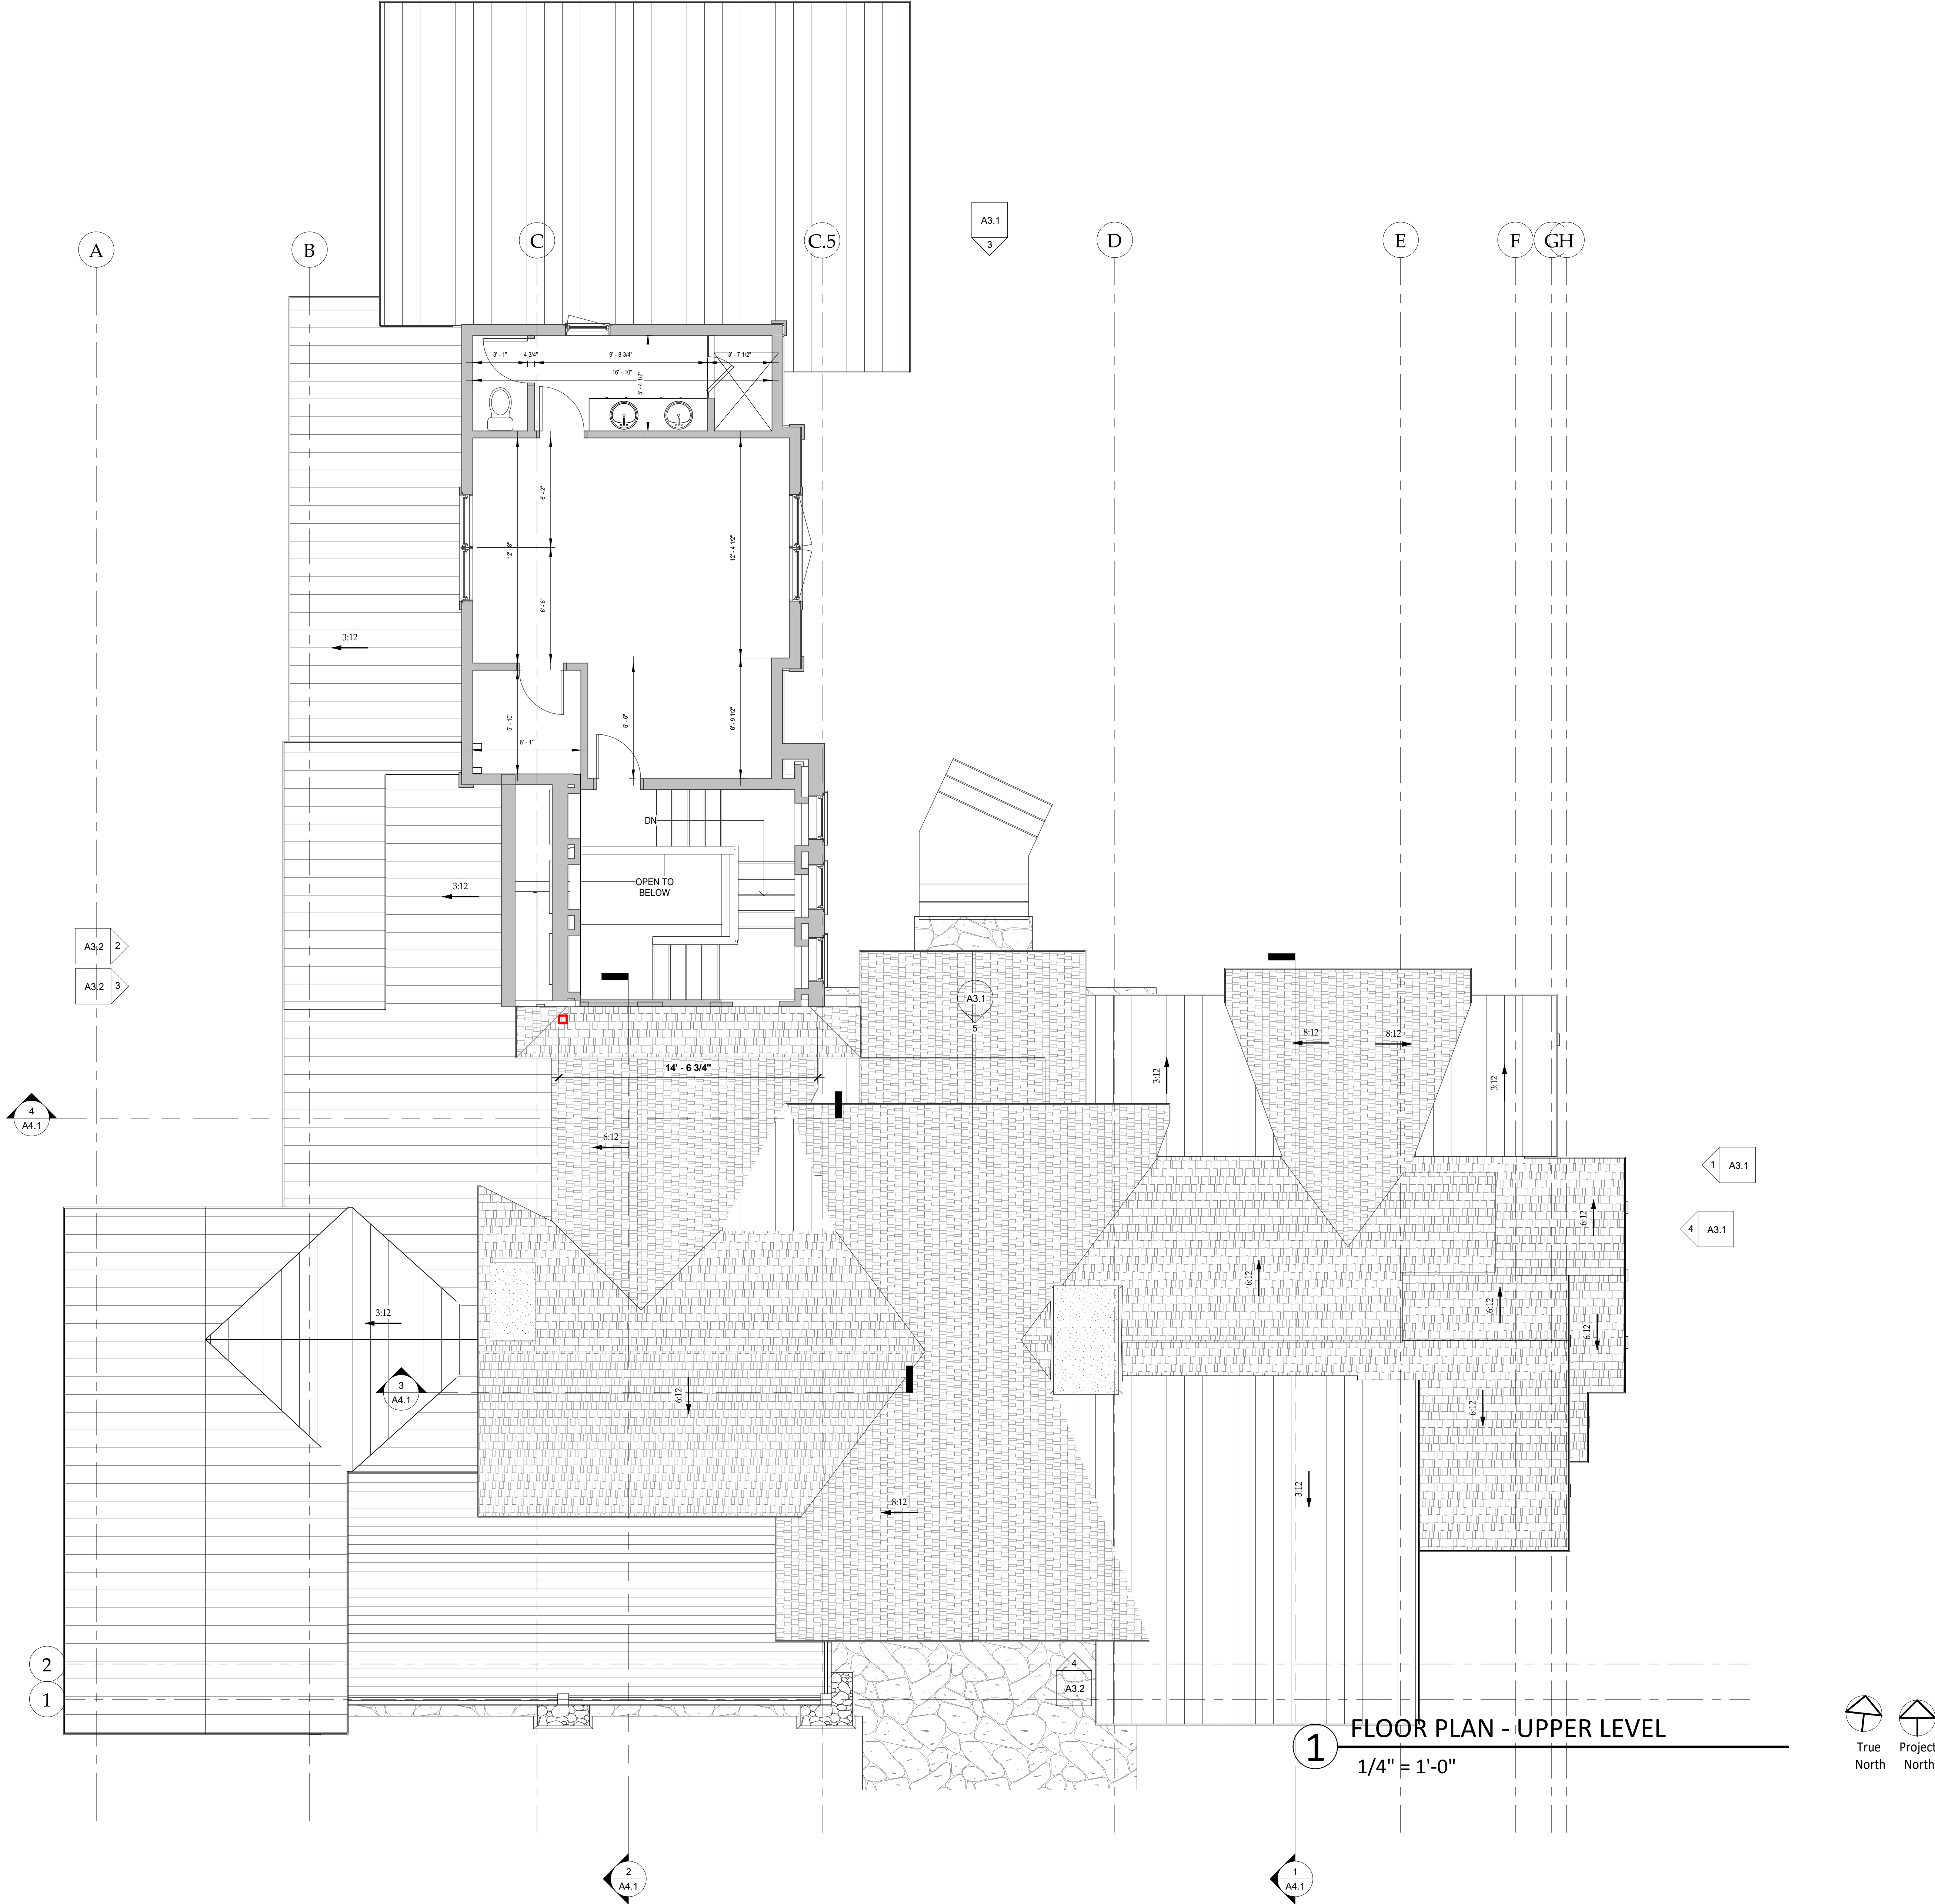 A3.1
3
A
B
C
C.5
D
E
F
G
H
3' - 1"
4 3/4"
9' - 8 3/4"
3' - 7 1/2"
16' - 10"
5' - 4 1/2"
6' - 2"
12' - 8"
12' - 4 1/2"
6' - 6"
3:12
5' - 10"
6' - 6"
6' - 9 1/2"
6' - 1"
DN
OPEN TO
BELOW
3:12
A3.2
2
A3.2
3
A3.1
5
8:12
8:12
14' - 6 3/4"
3:12
3:12
4
A4.1
6:12
1
A3.1
4
A3.1
6:12
6:12
6:12
3:12
6:12
3
A4.1
6:12
6:12
3:12
8:12
2
1
4
A3.2
1
FLOOR PLAN - UPPER LEVEL
1/4" = 1'-0"
True
North
Project
North
2
A4.1
1
A4.1